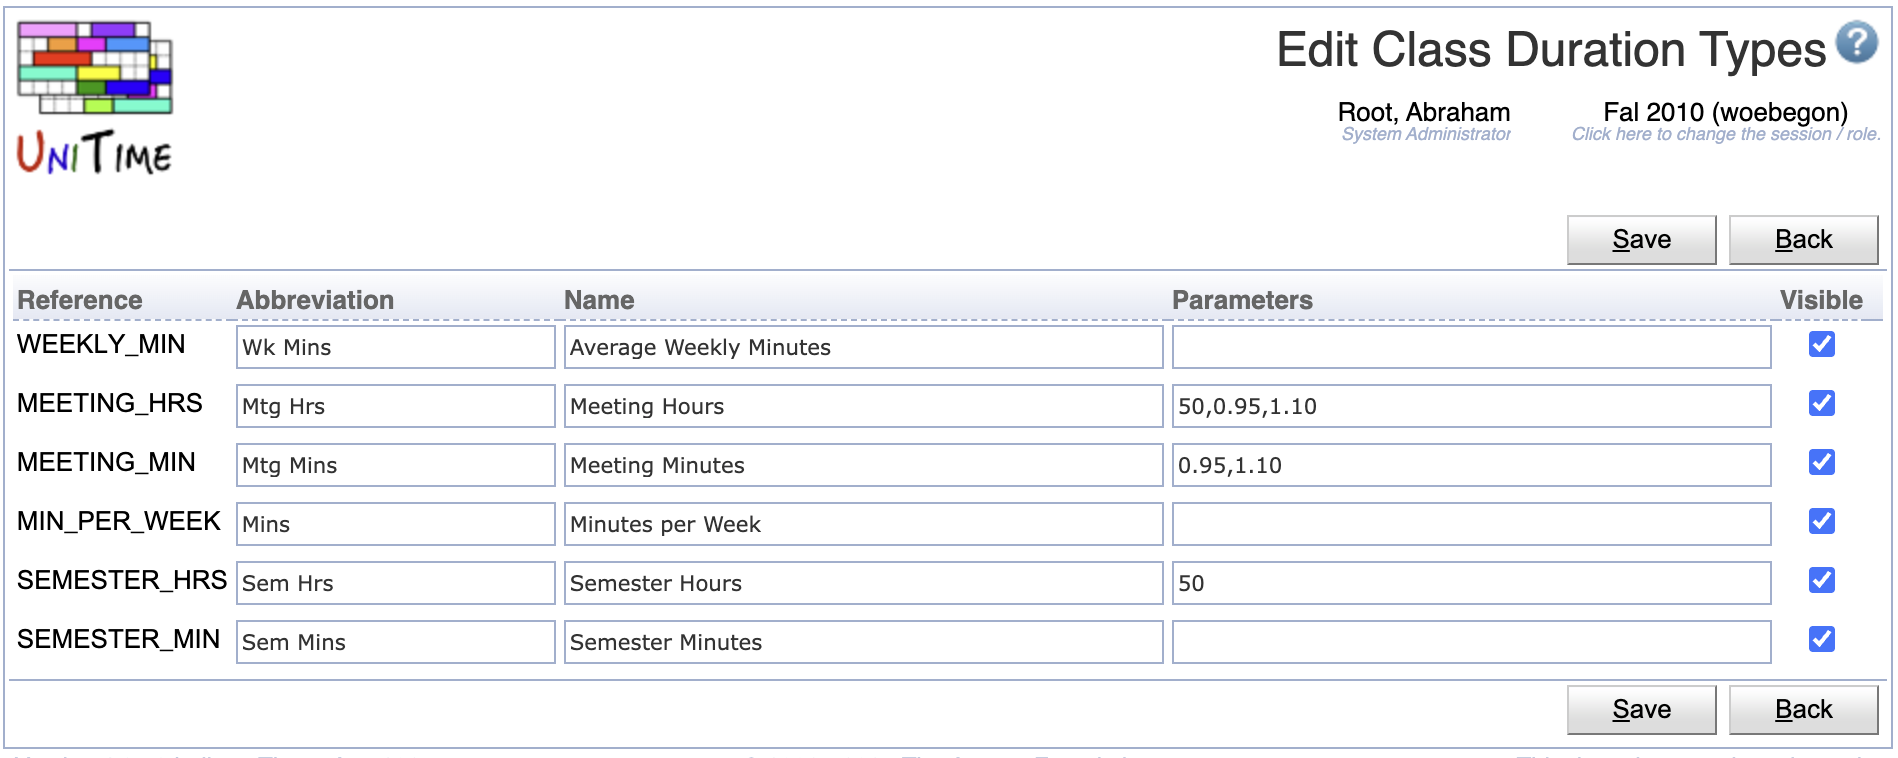 UniTime
Edit Class Duration Types ?
Root, Abraham Fal 2010 (woebegon)
System Administrator Click here to change the session / role.
Save Back
Reference Abbreviation Name Parameters Visible
WEEKLY_MIN Wk Mins Average Weekly Minutes
MEETING_HRS Mtg Hrs Meeting Hours 50,0.95,1.10
MEETING_MIN Mtg Mins Meeting Minutes 0.95,1.10
MIN_PER_WEEK Mins Minutes per Week
SEMESTER_HRS Sem Hrs Semester Hours 50
SEMESTER_MIN Sem Mins Semester Minutes
Save Back